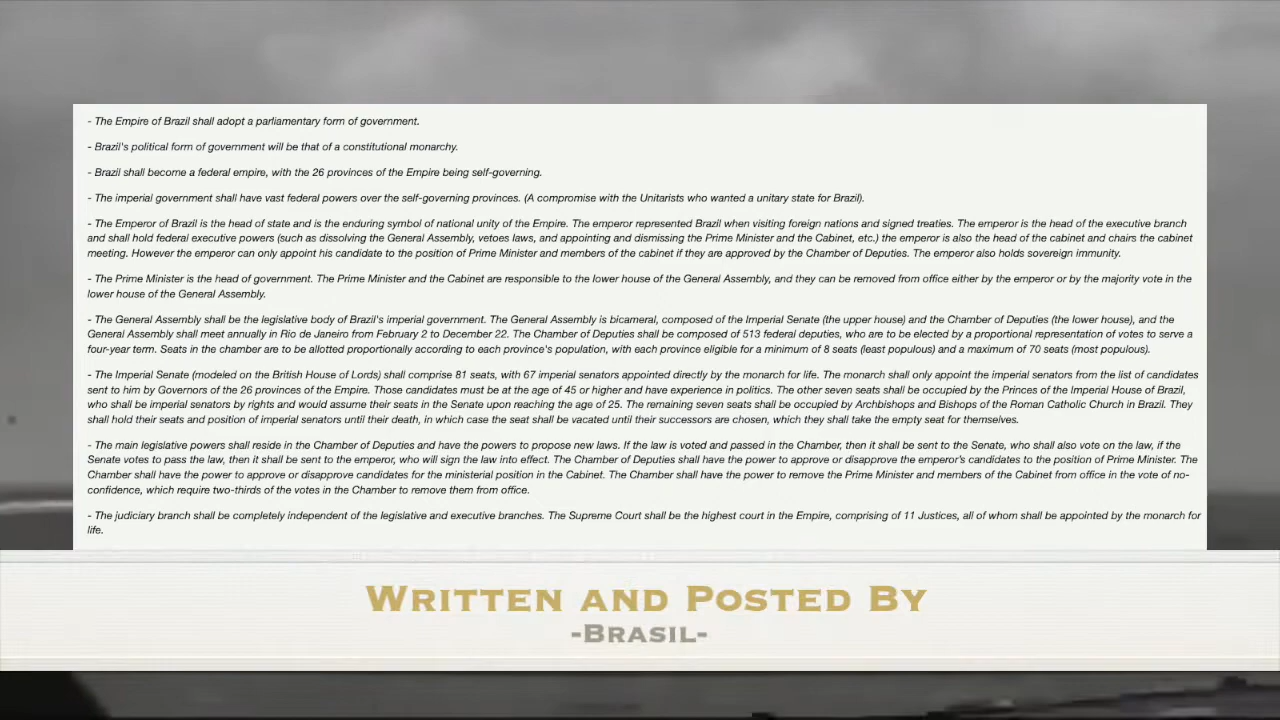 - The Empire of Brazil shall adopt a parliamentary form of government.
- Brazil's political form of government will be that of a constitutional monarchy.
- Brazil shall become a federal empire, with the 26 provinces of the Empire being self-governing.
- The imperial government shall have vast federal powers over the self-governing provinces. (A compromise with the Unitarists who wanted a unitary state for Brazil).
- The Emperor of Brazil is the head of state and is the enduring symbol of national unity of the Empire. The emperor represented Brazil when visiting foreign nations and signed treaties. The emperor is the head of the executive branch
and shall hold federal executive powers (such as dissolving the General Assembly, vetoes laws, and appointing and dismissing the Prime Minister and the Cabinet, etc.) the emperor is also the head of the cabinet and chairs the cabinet
meeting. However the emperor can only appoint his candidate to the position of Prime Minister and members of the cabinet if they are approved by the Chamber of Deputies. The emperor also holds sovereign immunity.
- The Prime Minister is the head of government. The Prime Minister and the Cabinet are responsible to the lower house of the General Assembly, and they can be removed from office either by the emperor or by the majority vote in the
lower house of the General Assembly.
- The General Assembly shall be the legislative body of Brazil's imperial government. The General Assembly is bicameral, composed of the Imperial Senate (the upper house) and the Chamber of Deputies (the lower house), and the
General Assembly shall meet annually in Rio de Janeiro from February 2 to December 22. The Chamber of Deputies shall be composed of 513 federal deputies, who are to be elected by a proportional representation of votes to serve a
four-year term. Seats in the chamber are to be allotted proportionally according to each province's population, with each province eligible for a minimum of 8 seats (least populous) and a maximum of 70 seats (most populous).
- The Imperial Senate (modeled on the British House of Lords) shall comprise 81 seats, with 67 imperial senators appointed directly by the monarch for life. The monarch shall only appoint the imperial senators from the list of candidates
sent to him by Governors of the 26 provinces of the Empire. Those candidates must be at the age of 45 or higher and have experience in politics. The other seven seats shall be occupied by the Princes of the Imperial House of Brazil,
who shall be imperial senators by rights and would assume their seats in the Senate upon reaching the age of 25. The remaining seven seats shall be occupied by Archbishops and Bishops of the Roman Catholic Church in Brazil. They
shall hold their seats and position of imperial senators until their death, in which case the seat shall be vacated until their successors are chosen, which they shall take the empty seat for themselves.
- The main legislative powers shall reside in the Chamber of Deputies and have the powers to propose new laws. If the law is voted and passed in the Chamber, then it shall be sent to the Senate, who shall also vote on the law, if the
Senate votes to pass the law, then it shall be sent to the emperor, who will sign the law into effect. The Chamber of Deputies shall have the power to approve or disapprove the emperor's candidates to the position of Prime Minister. The
Chamber shall have the power to approve or disapprove candidates for the ministerial position in the Cabinet. The Chamber shall have the power to remove the Prime Minister and members of the Cabinet from office in the vote of no-
confidence, which require two-thirds of the votes in the Chamber to remove them from office.
- The judiciary branch shall be completely independent of the legislative and executive branches. The Supreme Court shall be the highest court in the Empire, comprising of 11 Justices, all of whom shall be appointed by the monarch for
life.
Written and Posted By
-Brasil-